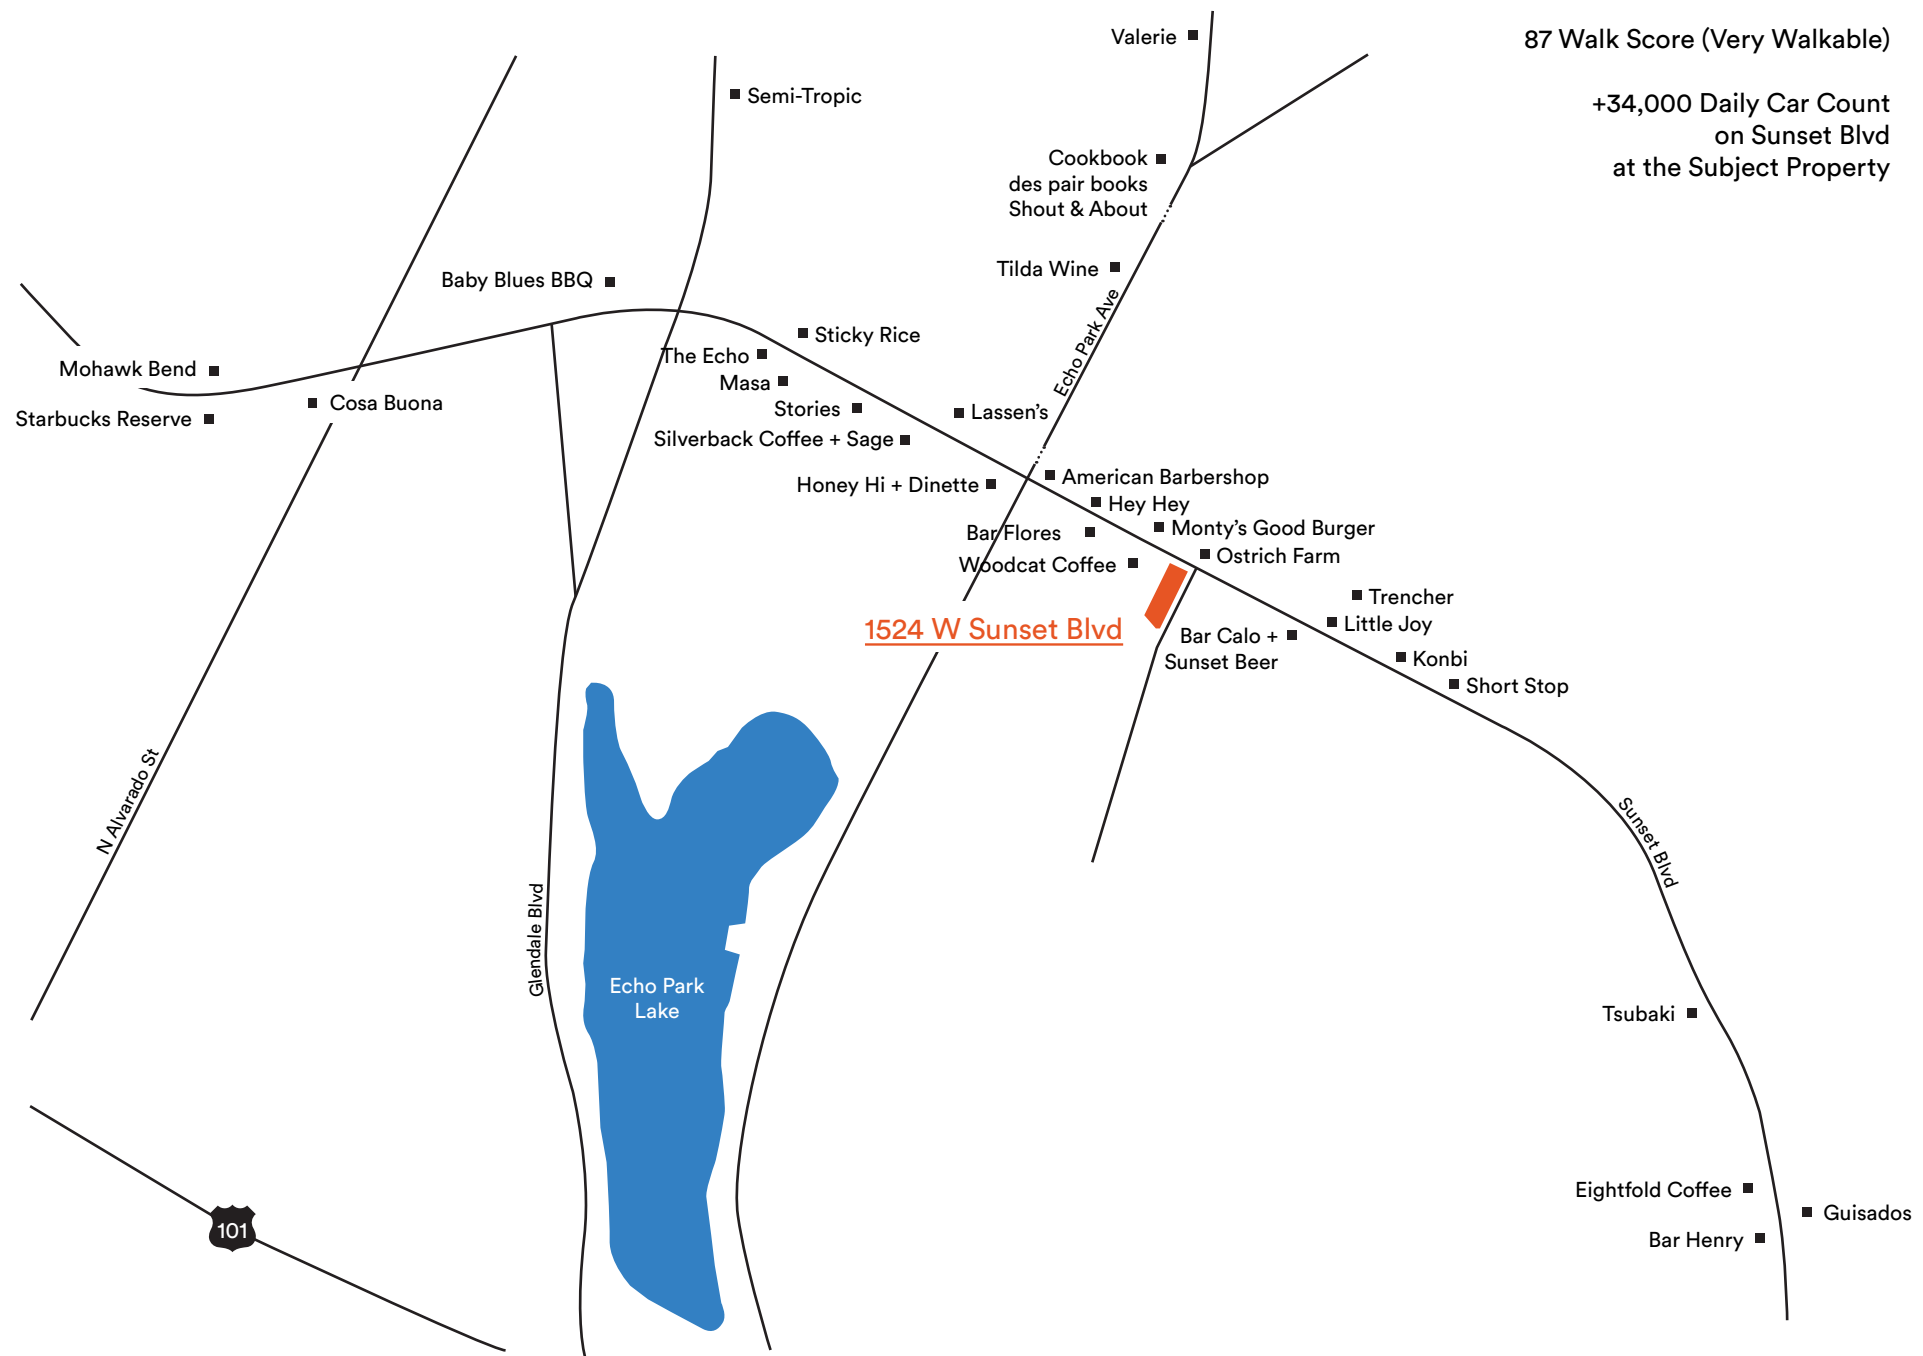 Valerie
87 Walk Score (Very Walkable)
+34,000 Daily Car Count
on Sunset Blvd
at the Subject Property
Semi-Tropic
Cookbook
des pair books
Shout & About
Tilda Wine
Echo Park Ave
Baby Blues BBQ
Sticky Rice
The Echo
Mohawk Bend
Masa
Cosa Buona
Stories
Lassen's
Starbucks Reserve
Silverback Coffee + Sage
American Barbershop
Honey Hi + Dinette
Hey Hey
Monty's Good Burger
Bar Flores
Ostrich Farm
Woodcat Coffee
Trencher
Little Joy
1524 W Sunset Blvd
Bar Calo +
Sunset Beer
Konbi
Short Stop
N Alvarado St
Sunset Blvd
Glendale Blvd
Echo Park
Lake
Tsubaki
Eightfold Coffee
Guisados
101
Bar Henry